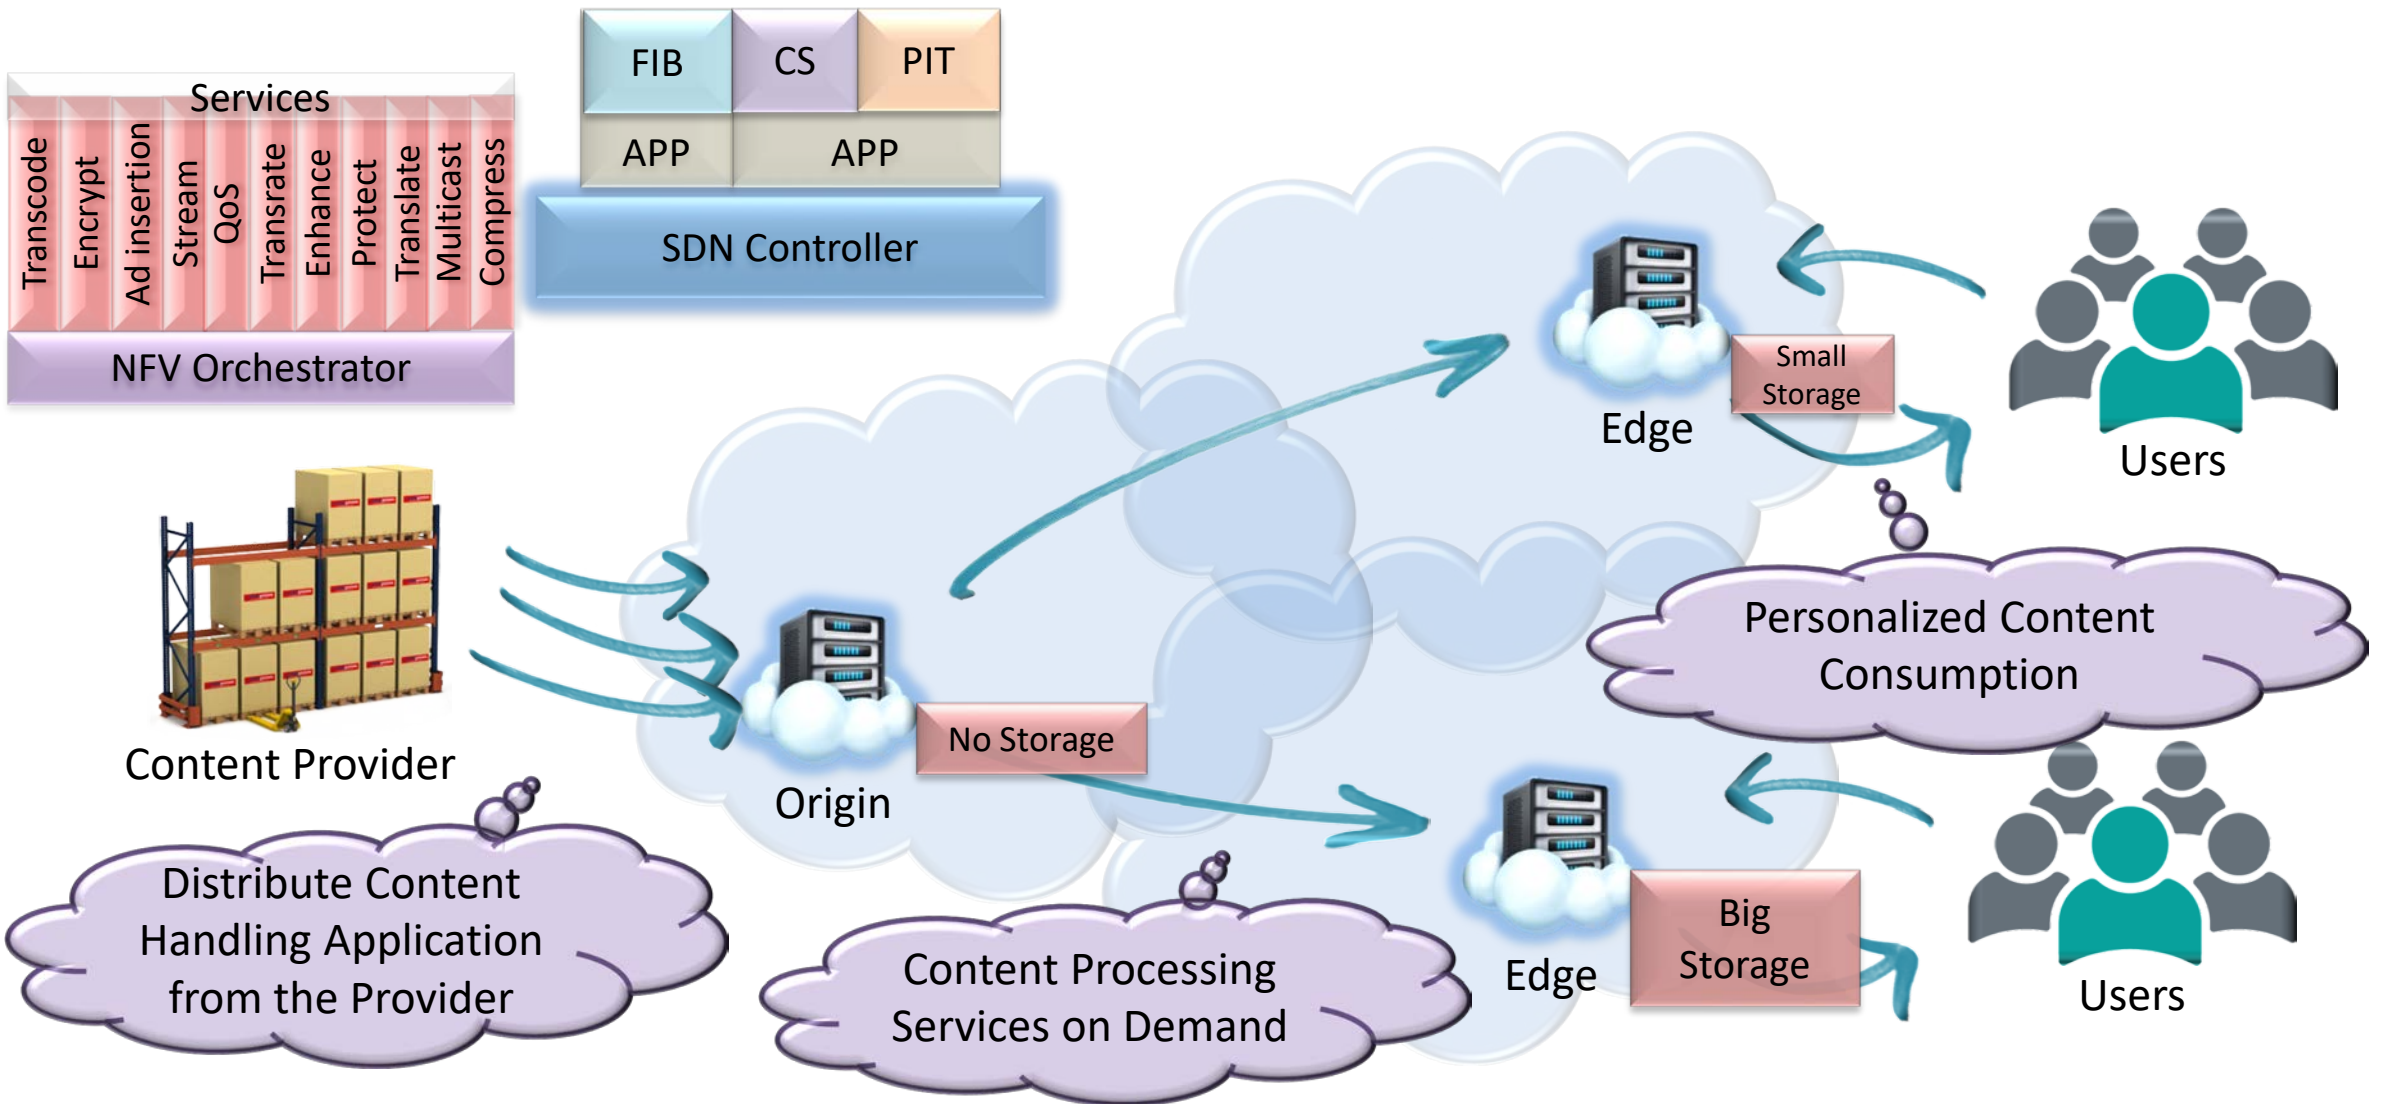 FIB
CS
PIT
APP
APP
SDN Controller
Services
Transcode
Encrypt
Ad insertion
Stream
QoS
Transrate
Enhance
Protect
Translate
Multicast
Compress
NFV Orchestrator
Small
Storage
Edge
Users
Personalized Content
Consumption
Content Provider
No Storage
Origin
Distribute Content
Handling Application
from the Provider
Content Processing
Services on Demand
Big
Storage
Edge
Users